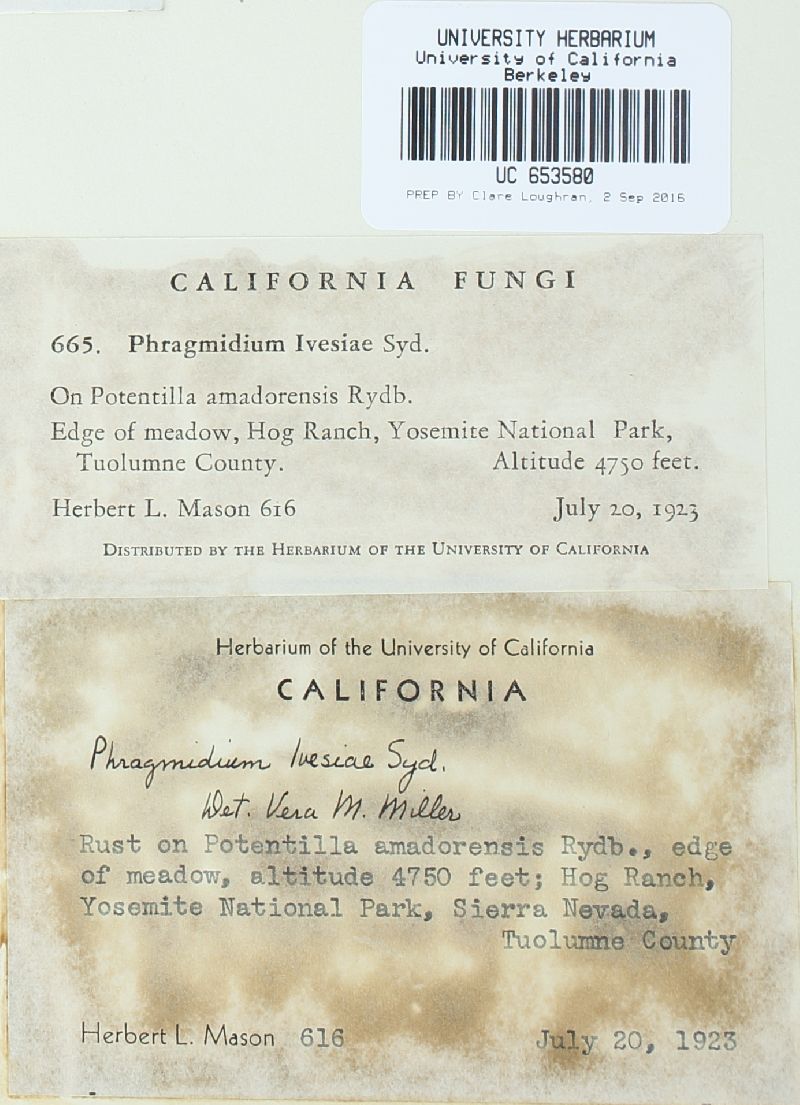 UNIVERSITY HERBARIUM
University of California
Berkeley
UC 653580
PREP BY Clare Loughran, 2 Sep 2016
CALIFORNIA FUNGI
665. Phragmidium Ivesiae Syd.
On Potentilla amadorensis Rydb.
Edge of meadow, Hog Ranch, Yosemite National Park,
Tuolumne County. Altitude 4750 feet.
Herbert L. Mason 616 July 20, 1923
DISTRIBUTED BY THE HERBARIUM OF THE UNIVERSITY OF CALIFORNIA
Herbarium of the University of California
CALIFORNIA
Phragmidium Ivesiae Syd.
Det. Vera M. Miller
Rust on Potentilla amadorensis Rydb., edge
of meadow, altitude 4750 feet; Hog Ranch,
Yosemite National Park, Sierra Nevada,
Tuolumne County
Herbert L. Mason 616 July 20, 1923